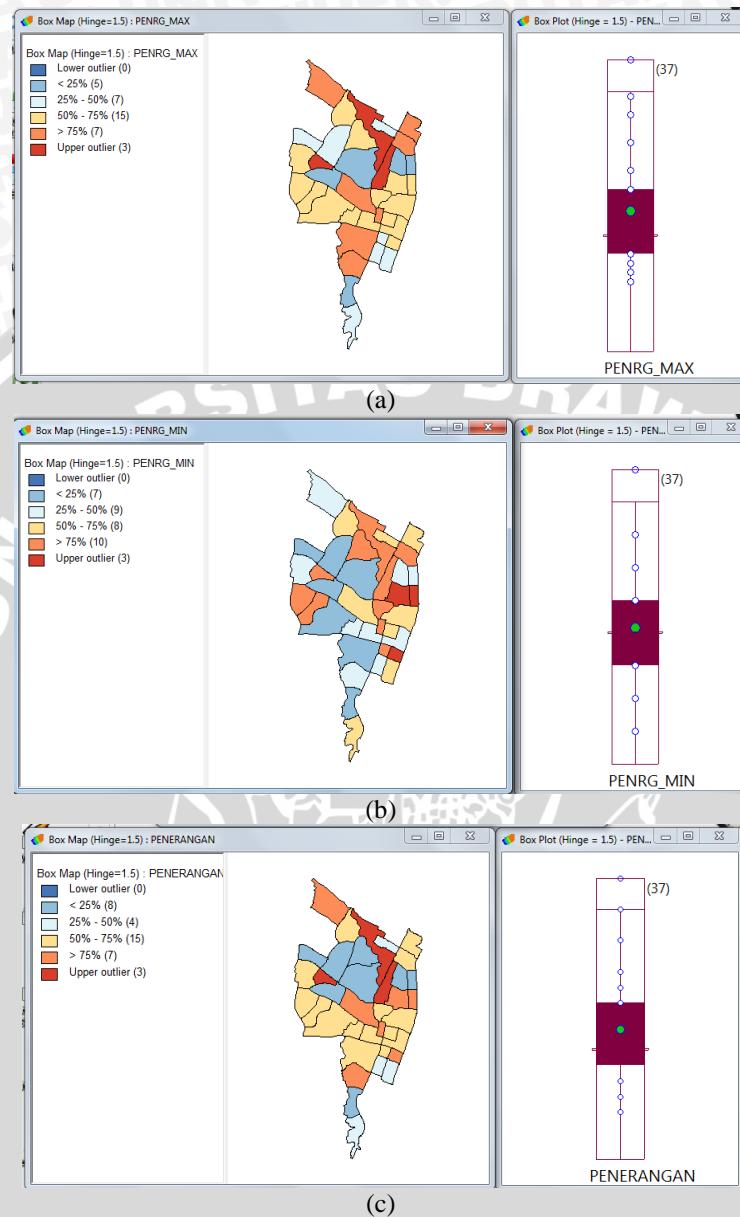 Box Map (Hinge=1.5) : PENRG_MAX
Box Map (Hinge=1.5) : PENRG_MAX
Lower outlier (0)
< 25% (5)
25% - 50% (7)
50% - 75% (15)
> 75% (7)
Upper outlier (3)
Box Plot (Hinge = 1.5) - PEN...
(37)
PENRG_MAX
(a)
Box Map (Hinge=1.5) : PENRG_MIN
Box Map (Hinge=1.5) : PENRG_MIN
Lower outlier (0)
< 25% (7)
25% - 50% (9)
50% - 75% (8)
> 75% (10)
Upper outlier (3)
Box Plot (Hinge = 1.5) - PEN...
(37)
PENRG_MIN
(b)
Box Map (Hinge=1.5) : PENERANGAN
Box Map (Hinge=1.5) : PENERANGAN
Lower outlier (0)
< 25% (8)
25% - 50% (4)
50% - 75% (15)
> 75% (7)
Upper outlier (3)
Box Plot (Hinge = 1.5) - PEN...
(37)
PENERANGAN
(c)